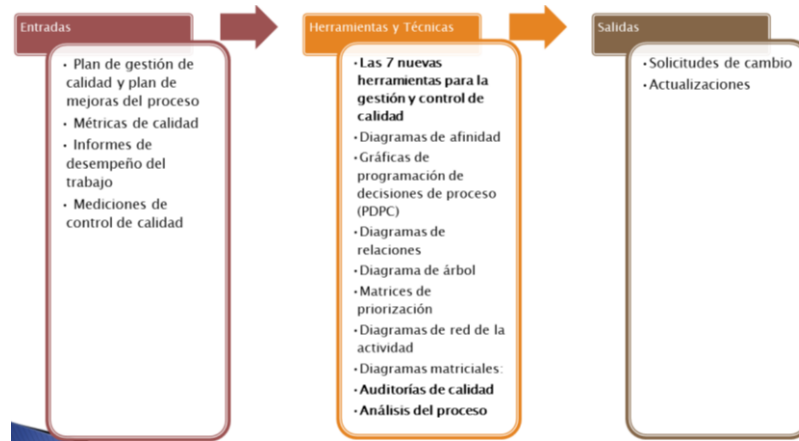 Entradas
• Plan de gestión de
calidad y plan de
mejoras del proceso
• Métricas de calidad
• Informes de
desempeño del
trabajo
• Mediciones de
control de calidad
Herramientas y Técnicas
• Las 7 nuevas
herramientas para la
gestión y control de
calidad
• Diagramas de afinidad
• Gráficas de
programación de
decisiones de proceso
(PDPC)
• Diagramas de
relaciones
• Diagrama de árbol
• Matrices de
priorización
• Diagramas de red de la
actividad
• Diagramas matriciales:
• Auditorías de calidad
• Análisis del proceso
Salidas
• Solicitudes de cambio
• Actualizaciones